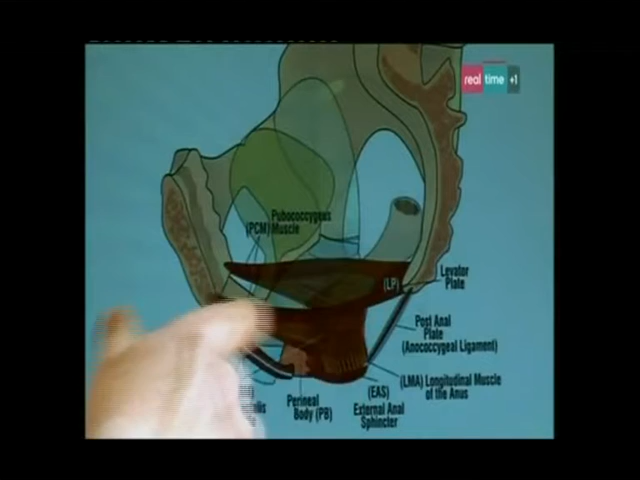 real time +1
Pubococcygeus
(PCM) Muscle
(LP)
Levator
Plate
Post Anal
Plate
(Anococcygeal Ligament)
(LMA) Longitudinal Muscle
of the Anus
(EAS)
External Anal
Sphincter
Perineal
Body (PB)